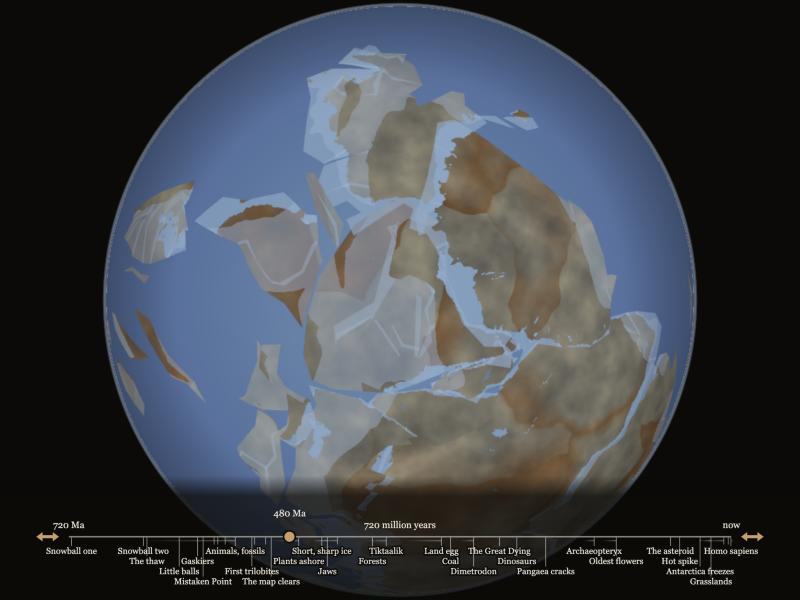 480 Ma
720 Ma
720 million years
now
Snowball one
Snowball two
Animals, fossils
Short, sharp ice
Tiktaalik
Land egg
The Great Dying
Archaeopteryx
The asteroid
Homo sapiens
The thaw
Gaskiers
Plants ashore
Forests
Coal
Dinosaurs
Oldest flowers
Hot spike
Little balls
First trilobites
Jaws
Dimetrodon
Pangaea cracks
Antarctica freezes
Mistaken Point
The map clears
Grasslands